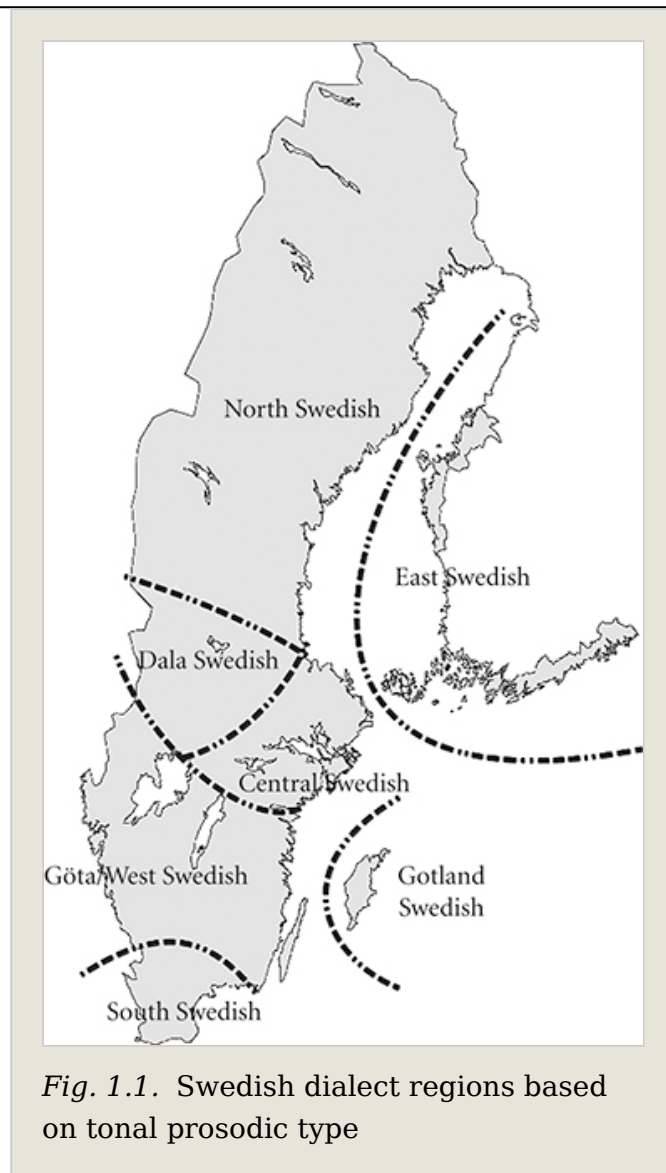 North Swedish
East Swedish
Dala Swedish
Central Swedish
Göta/West Swedish
Gotland
Swedish
South Swedish
Fig. 1.1. Swedish dialect regions based
on tonal prosodic type